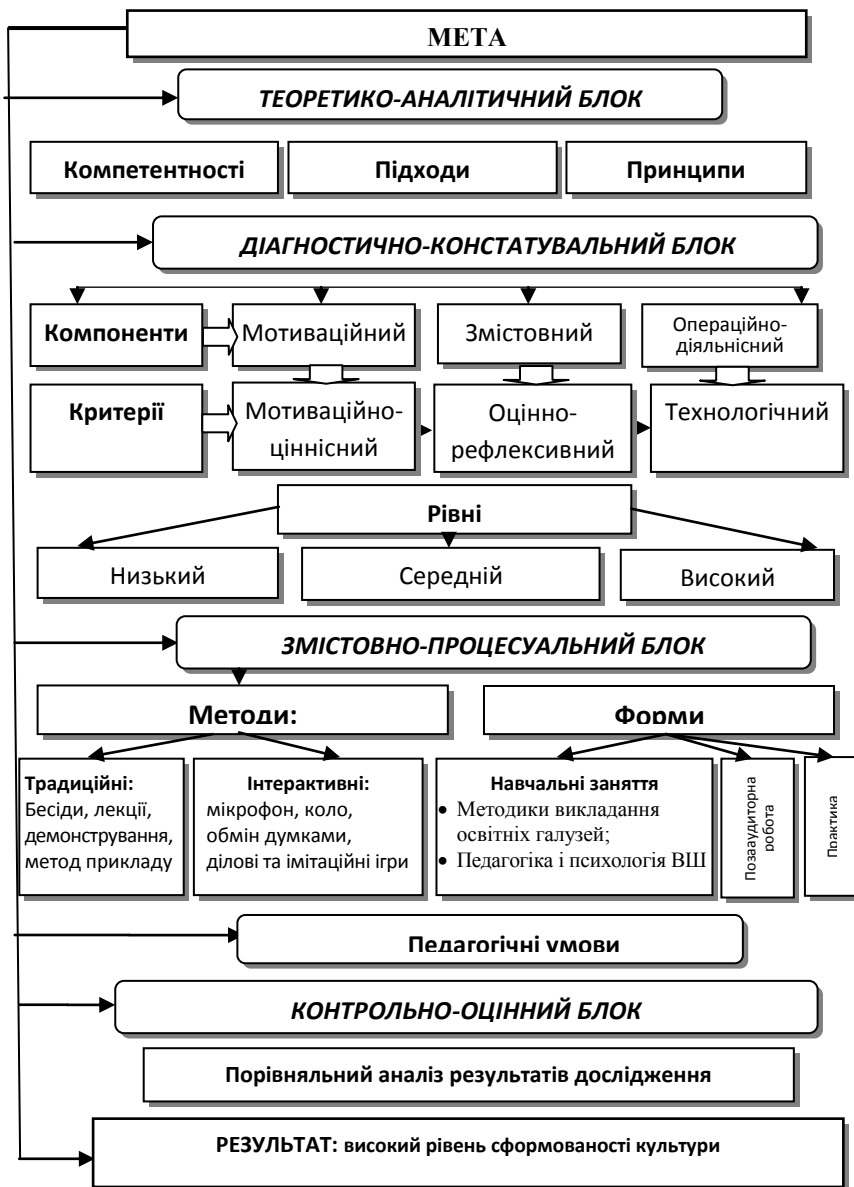 МЕТА
ТЕОРЕТИКО-АНАЛІТИЧНИЙ БЛОК
Компетентності
Підходи
Принципи
ДІАГНОСТИЧНО-КОНСТАТУВАЛЬНИЙ БЛОК
Компоненти
Мотиваційний
Змістовний
Операційно-
діяльнісний
Критерії
Мотиваційно-
ціннісний
Оцінно-
рефлексивний
Технологічний
Рівні
Низький
Середній
Високий
ЗМІСТОВНО-ПРОЦЕСУАЛЬНИЙ БЛОК
Методи:
Форми
Традиційні:
Бесіди, лекції,
демонстрування,
метод прикладу
Інтерактивні:
мікрофон, коло,
обмін думками,
ділові та імітаційні ігри
Навчальні заняття
• Методики викладання
освітніх галузей;
• Педагогіка і психологія ВШ
Позааудиторна
робота
Практика
Педагогічні умови
КОНТРОЛЬНО-ОЦІННИЙ БЛОК
Порівняльний аналіз результатів дослідження
РЕЗУЛЬТАТ: високий рівень сформованості культури